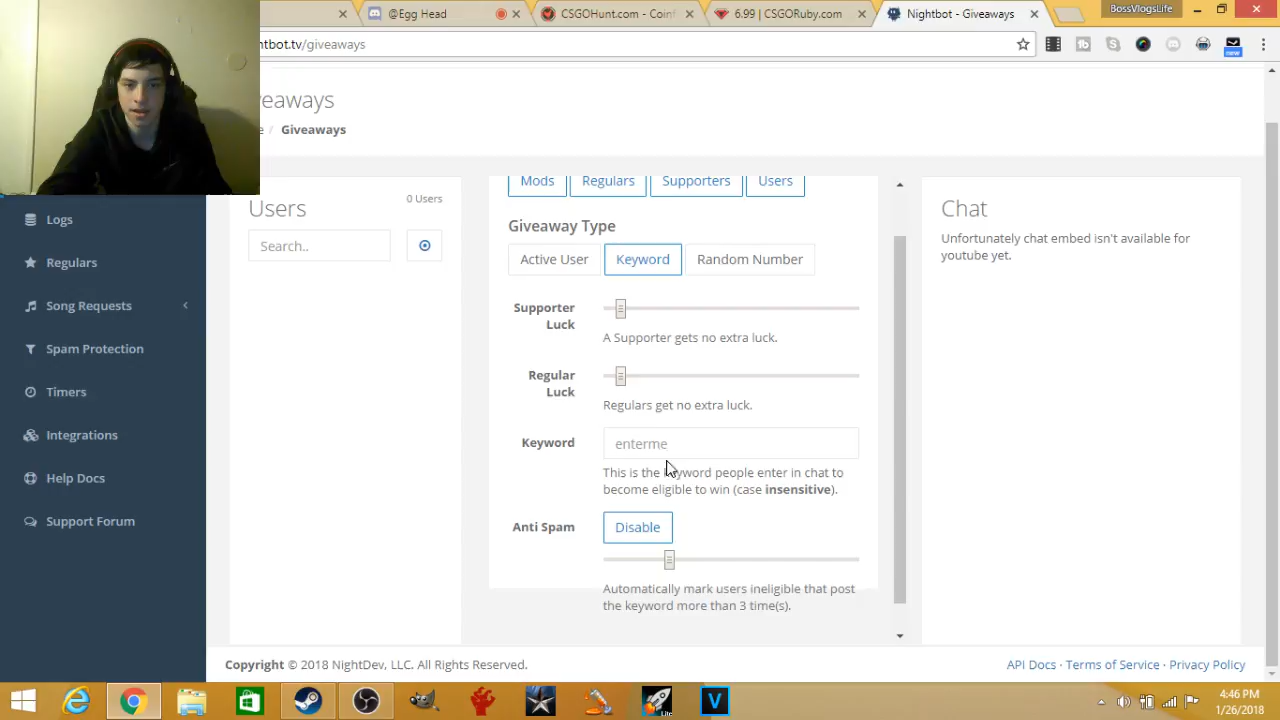 @Egg Head
CSGOHunt.com - Coinf
6.99 | CSGORuby.com
Nightbot - Giveaways
BossVlogsLife
ntbot.tv/giveaways
new
veaways
e / Giveaways
Logs
Regulars
Song Requests
Spam Protection
Timers
Integrations
Help Docs
Support Forum
Users
0 Users
Search..
Mods Regulars Supporters Users
Giveaway Type
Active User Keyword Random Number
Supporter
Luck
A Supporter gets no extra luck.
Regular
Luck
Regulars get no extra luck.
Keyword
enterme
This is the keyword people enter in chat to
become eligible to win (case insensitive).
Anti Spam
Disable
Automatically mark users ineligible that post
the keyword more than 3 time(s).
Chat
Unfortunately chat embed isn't available for
youtube yet.
Copyright © 2018 NightDev, LLC. All Rights Reserved.
API Docs · Terms of Service · Privacy Policy
Lite
4:46 PM
1/26/2018